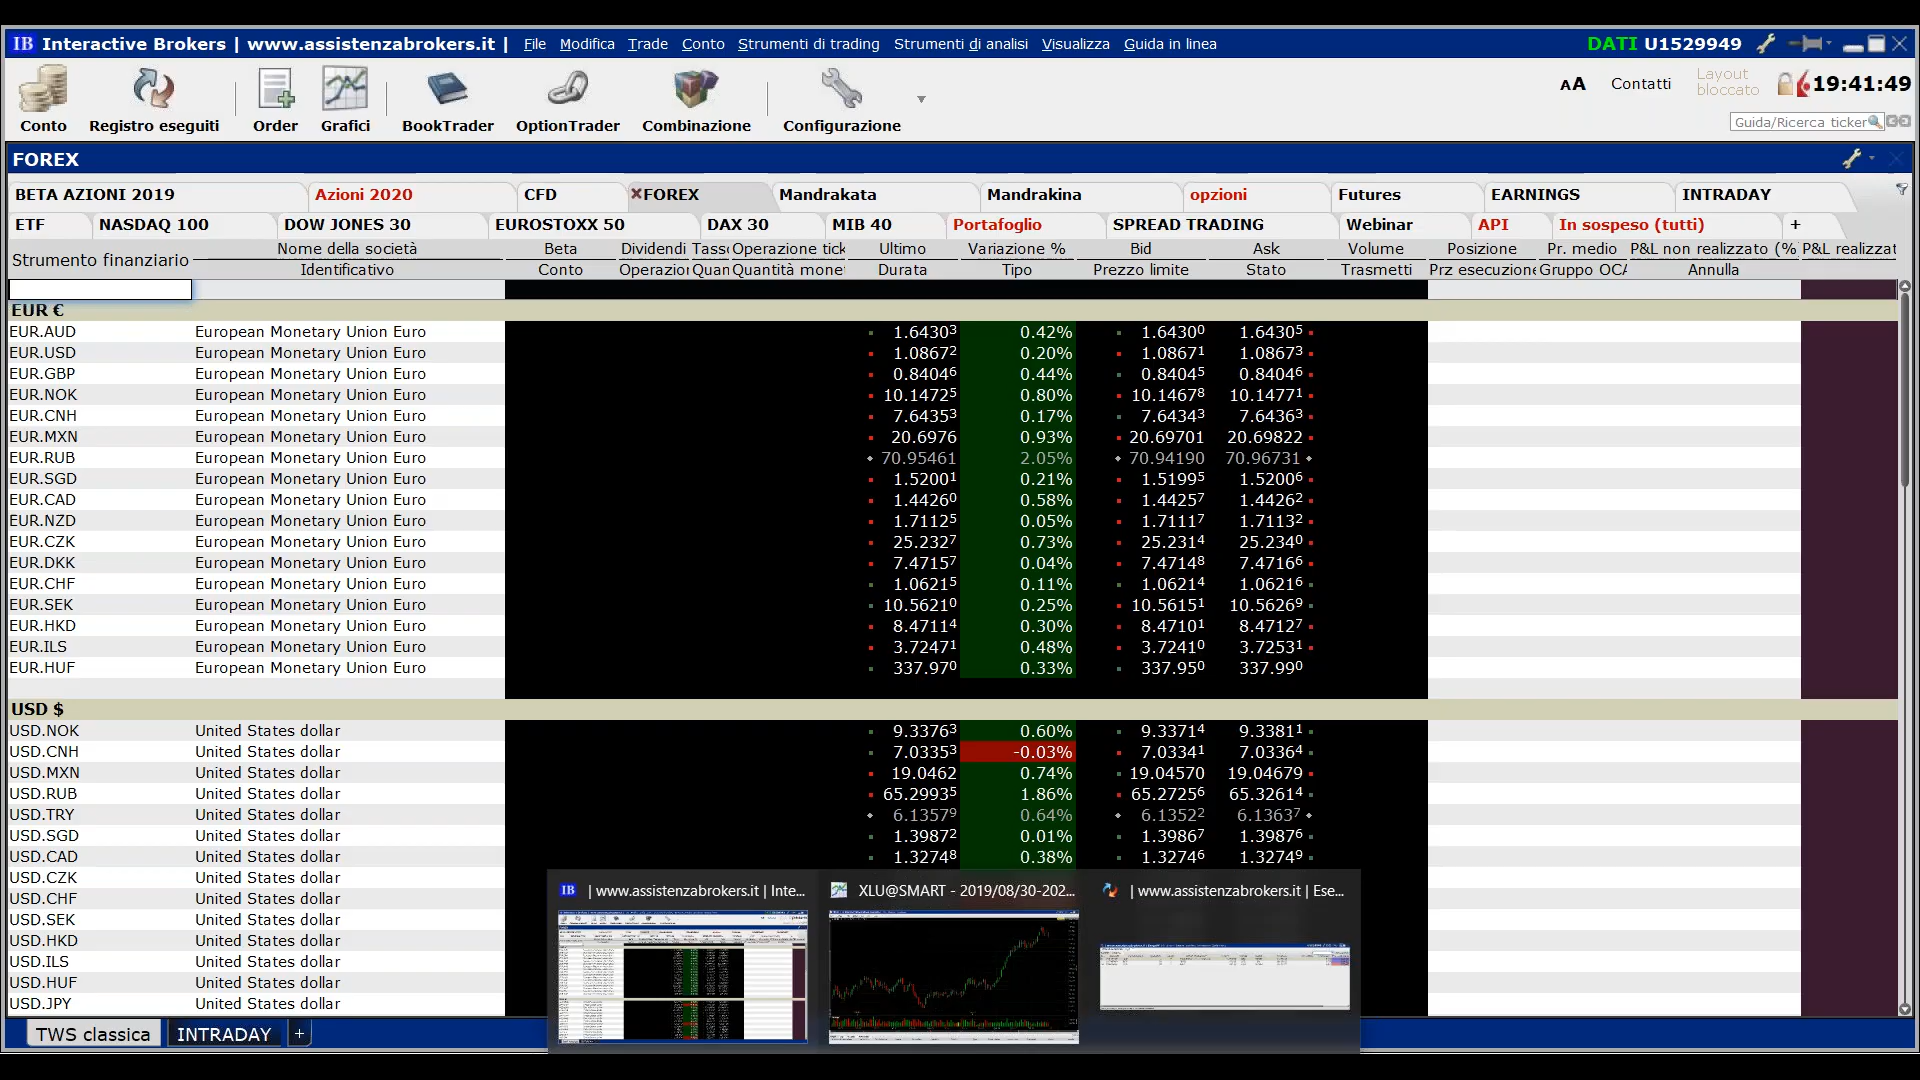 IB Interactive Brokers | www.assistenzabrokers.it | File Modifica Trade Conto Strumenti di trading Strumenti di analisi Visualizza Guida in linea DATI U1529949
Conto Registro eseguiti Order Grafici BookTrader OptionTrader Combinazione Configurazione AA Contatti Layout bloccato 19:41:49
Guida/Ricerca ticker
FOREX
BETA AZIONI 2019 Azioni 2020 CFD FOREX Mandrakata Mandrakina opzioni Futures EARNINGS INTRADAY
ETF NASDAQ 100 DOW JONES 30 EUROSTOXX 50 DAX 30 MIB 40 Portafoglio SPREAD TRADING Webinar API In sospeso (tutti) +
Strumento finanziario Nome della società Beta Dividendi Tass Operazione tick Ultimo Variazione % Bid Ask Volume Posizione Pr. medio P&L non realizzato (% P&L realizzat
Identificativo Conto Operazio Quan Quantità mone Durata Tipo Prezzo limite Stato Trasmetti Prz esecuzione Gruppo OCA Annulla
EUR €
EUR.AUD European Monetary Union Euro 1.64303 0.42% 1.64300 1.64305
EUR.USD European Monetary Union Euro 1.08672 0.20% 1.08671 1.08673
EUR.GBP European Monetary Union Euro 0.84046 0.44% 0.84045 0.84046
EUR.NOK European Monetary Union Euro 10.14725 0.80% 10.14678 10.14771
EUR.CNH European Monetary Union Euro 7.64353 0.17% 7.64343 7.64363
EUR.MXN European Monetary Union Euro 20.6976 0.93% 20.69701 20.69822
EUR.RUB European Monetary Union Euro 70.95461 2.05% 70.94190 70.96731
EUR.SGD European Monetary Union Euro 1.52001 0.21% 1.51995 1.52006
EUR.CAD European Monetary Union Euro 1.44260 0.58% 1.44257 1.44262
EUR.NZD European Monetary Union Euro 1.71125 0.05% 1.71117 1.71132
EUR.CZK European Monetary Union Euro 25.2327 0.73% 25.2314 25.2340
EUR.DKK European Monetary Union Euro 7.47157 0.04% 7.47148 7.47166
EUR.CHF European Monetary Union Euro 1.06215 0.11% 1.06214 1.06216
EUR.SEK European Monetary Union Euro 10.56210 0.25% 10.56151 10.56269
EUR.HKD European Monetary Union Euro 8.47114 0.30% 8.47101 8.47127
EUR.ILS European Monetary Union Euro 3.72471 0.48% 3.72410 3.72531
EUR.HUF European Monetary Union Euro 337.970 0.33% 337.950 337.990
USD $
USD.NOK United States dollar 9.33763 0.60% 9.33714 9.33811
USD.CNH United States dollar 7.03353 -0.03% 7.03341 7.03364
USD.MXN United States dollar 19.0462 0.74% 19.04570 19.04679
USD.RUB United States dollar 65.29935 1.86% 65.27256 65.32614
USD.TRY United States dollar 6.13579 0.64% 6.13522 6.13637
USD.SGD United States dollar 1.39872 0.01% 1.39867 1.39876
USD.CAD United States dollar 1.32748 0.38% 1.32746 1.32749
USD.CZK United States dollar
USD.CHF United States dollar
USD.SEK United States dollar
USD.HKD United States dollar
USD.ILS United States dollar
USD.HUF United States dollar
USD.JPY United States dollar
IB | www.assistenzabrokers.it | Inte... XLU@SMART - 2019/08/30-202... | www.assistenzabrokers.it | Ese...
TWS classica INTRADAY +